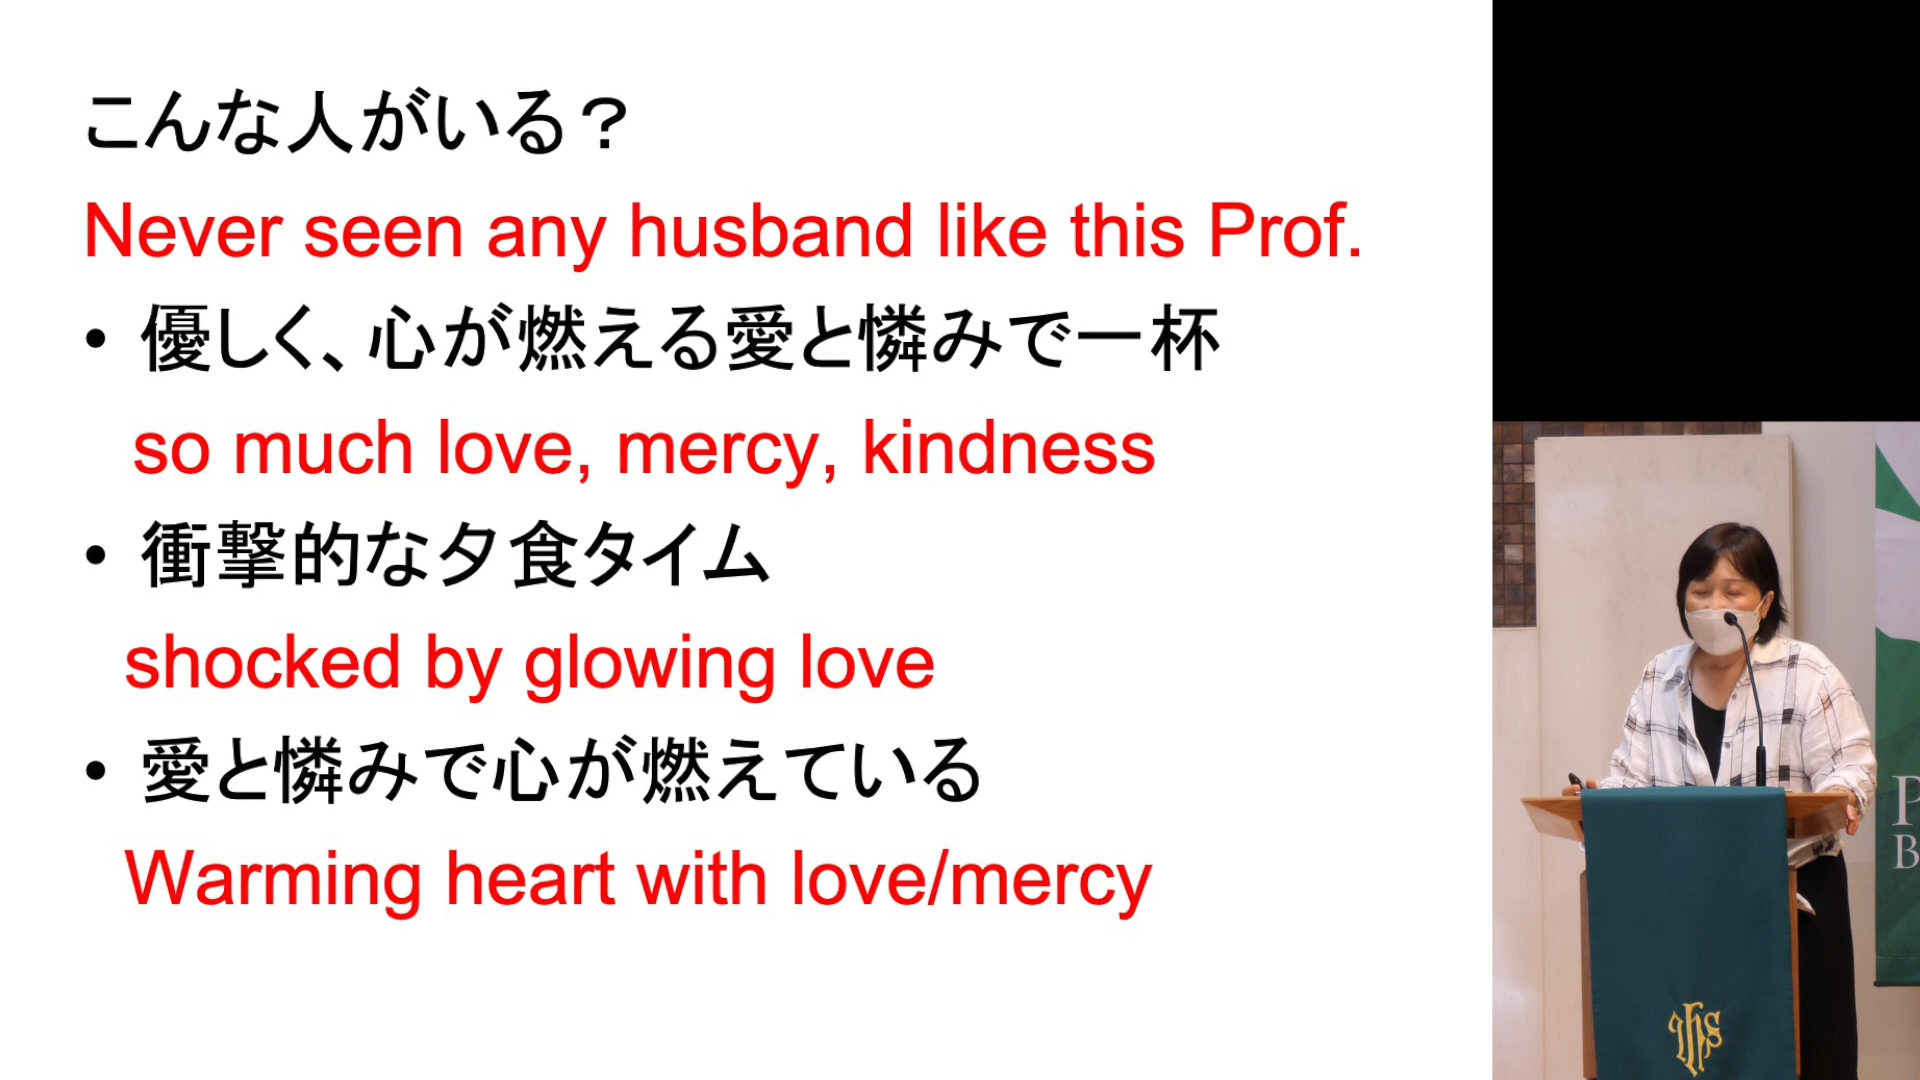 こんな人がいる？
Never seen any husband like this Prof.
• 優しく、心が燃える愛と憐みで一杯
so much love, mercy, kindness
• 衝撃的な夕食タイム
shocked by glowing love
• 愛と憐みで心が燃えている
Warming heart with love/mercy
P
B
IHS